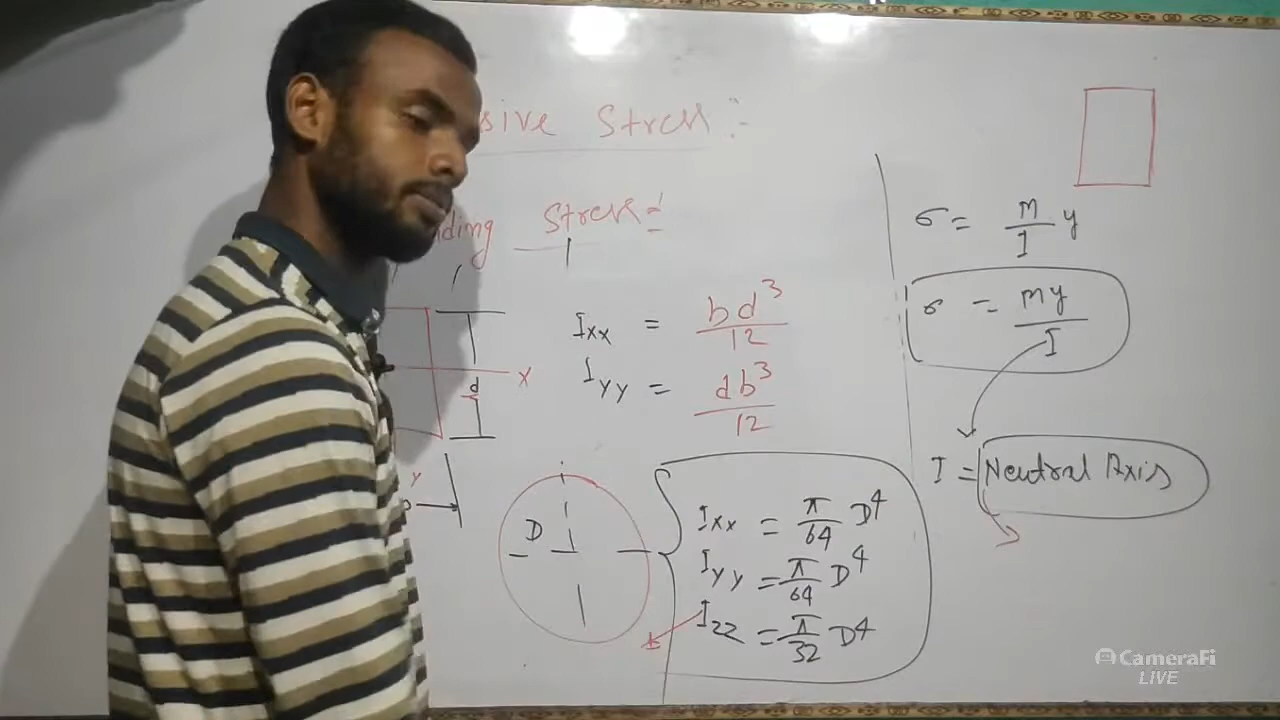 sive Stress :-
ding Stress :-
Ixx = bd³/12
Iyy = db³/12
d
X
Y
D
Ixx = π/64 D⁴
Iyy = π/64 D⁴
Izz = π/32 D⁴
σ = M/I y
σ = My/I
I = Neutral Axis
CameraFi
LIVE